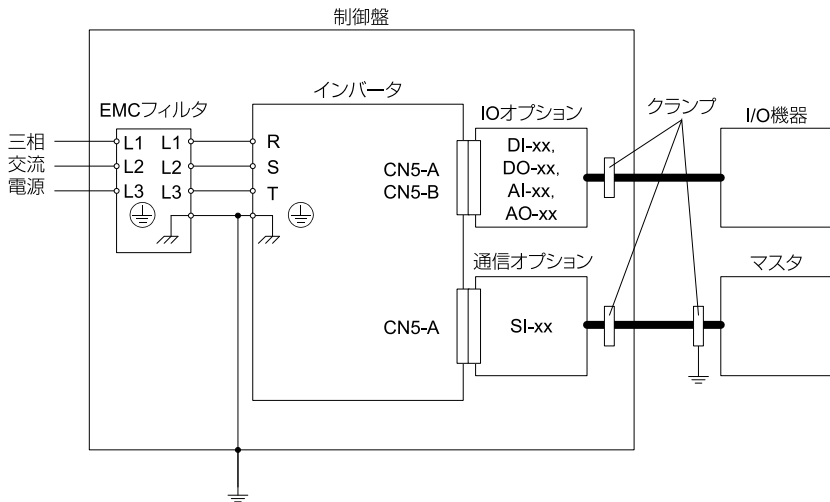 制御盤
EMCフィルタ
インバータ
IOオプション
クランプ
I/O機器
三相
交流
電源
L1 L1
L2 L2
L3 L3
R
S
T
CN5-A
CN5-B
DI-xx,
DO-xx,
AI-xx,
AO-xx
通信オプション
マスタ
CN5-A
SI-xx